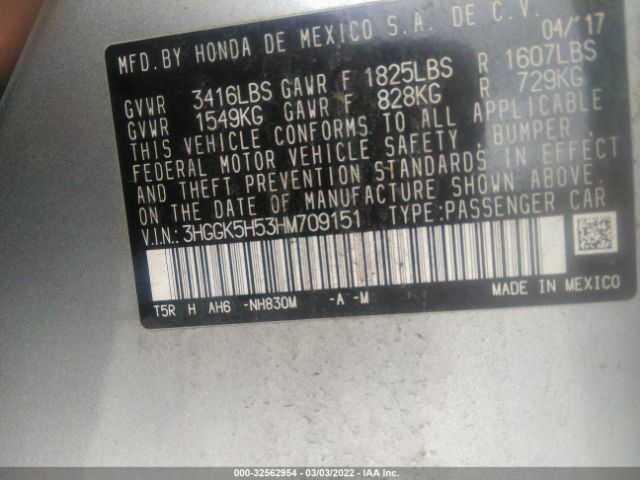 MFD. BY HONDA DE MEXICO S.A. DE C.V. 04/'17
GVWR 3416LBS GAWR F 1825LBS R 1607LBS
GVWR 1549KG GAWR F 828KG R 729KG
THIS VEHICLE CONFORMS TO ALL APPLICABLE
FEDERAL MOTOR VEHICLE SAFETY, BUMPER,
AND THEFT PREVENTION STANDARDS IN EFFECT
ON THE DATE OF MANUFACTURE SHOWN ABOVE.
V.I.N.: 3HGGK5H53HM709151 TYPE: PASSENGER CAR
T5R H AH6 -NH830M -A -M MADE IN MEXICO
000-32562954 - 03/03/2022 - IAA Inc.